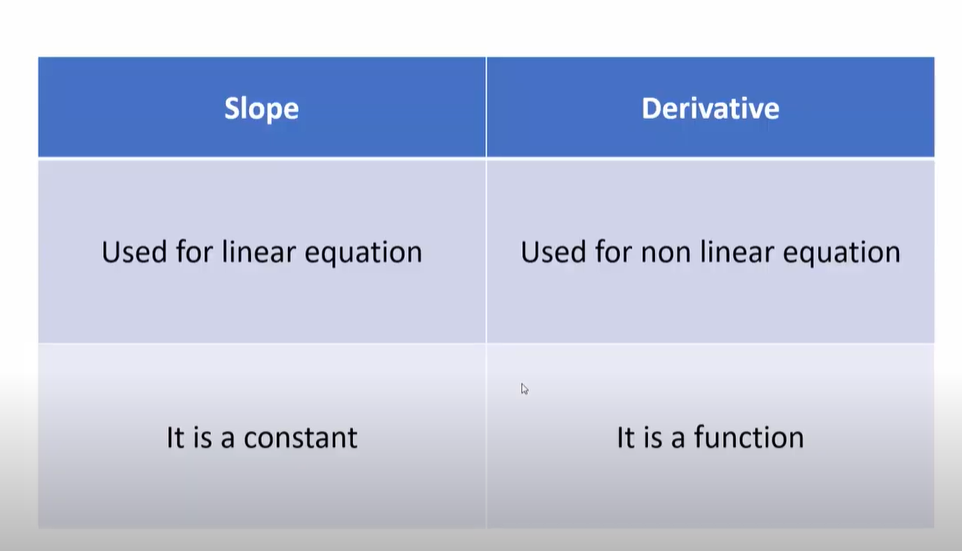 Slope
Derivative
Used for linear equation
Used for non linear equation
It is a constant
It is a function